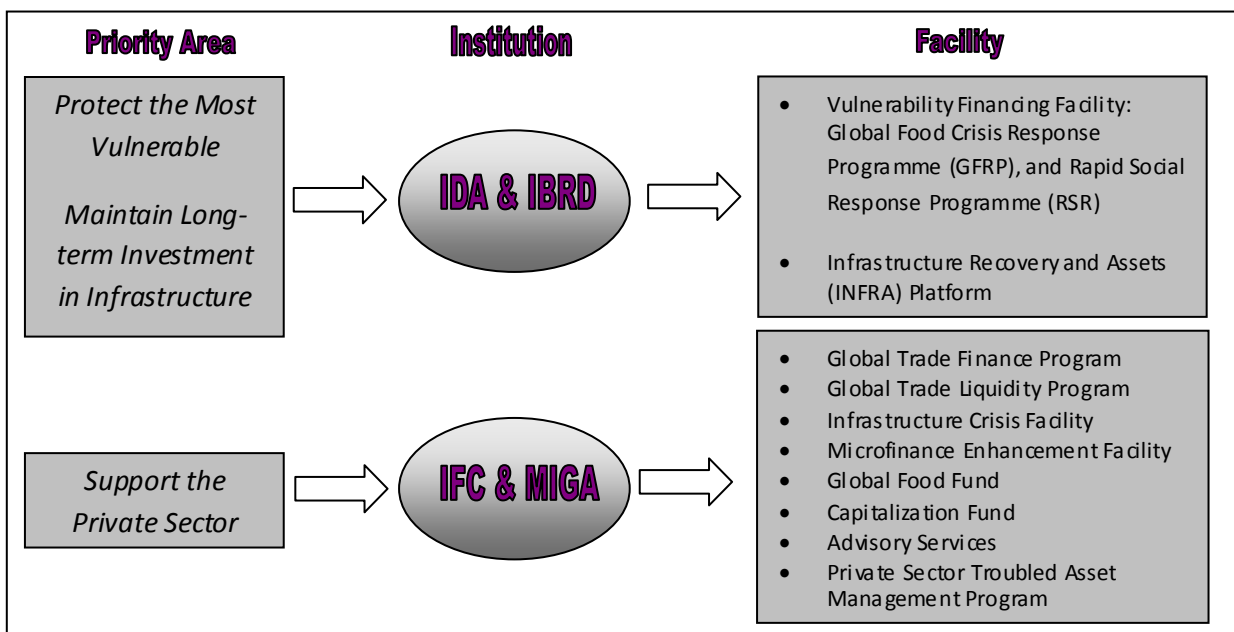 Priority Area
Institution
Facility
Protect the Most
Vulnerable
Maintain Long-
term Investment
in Infrastructure
IDA & IBRD
• Vulnerability Financing Facility:
Global Food Crisis Response
Programme (GFRP), and Rapid Social
Response Programme (RSR)
• Infrastructure Recovery and Assets
(INFRA) Platform
Support the
Private Sector
IFC & MIGA
• Global Trade Finance Program
• Global Trade Liquidity Program
• Infrastructure Crisis Facility
• Microfinance Enhancement Facility
• Global Food Fund
• Capitalization Fund
• Advisory Services
• Private Sector Troubled Asset
Management Program